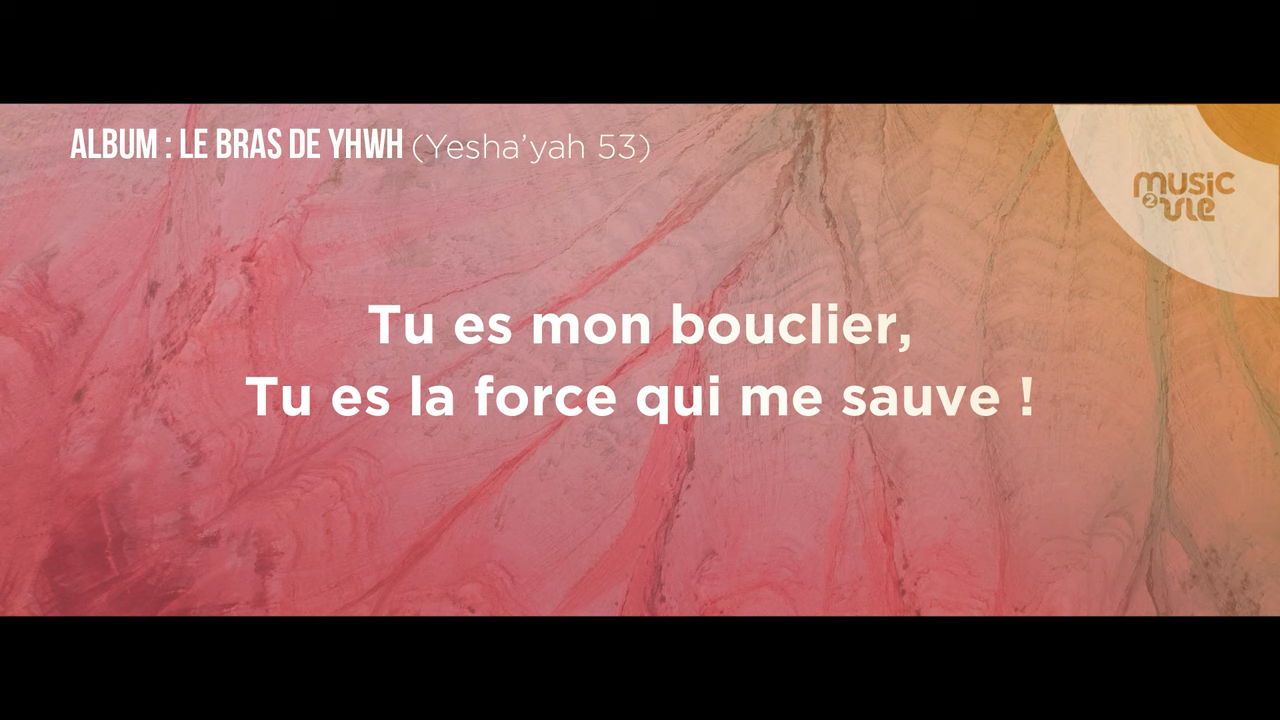 ALBUM : LE BRAS DE YHWH (Yesha’yah 53)
music
2 vie
Tu es mon bouclier,
Tu es la force qui me sauve !